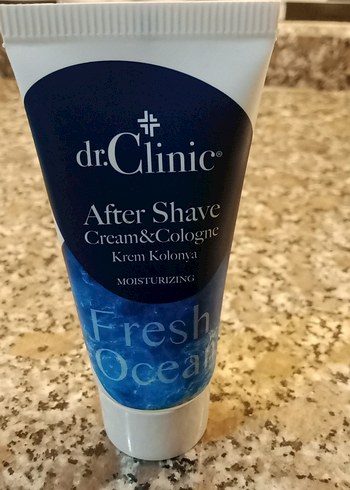 dr.Clinic®
After Shave
Cream&Cologne
Krem Kolonya
MOISTURIZING
Fresh
Ocean